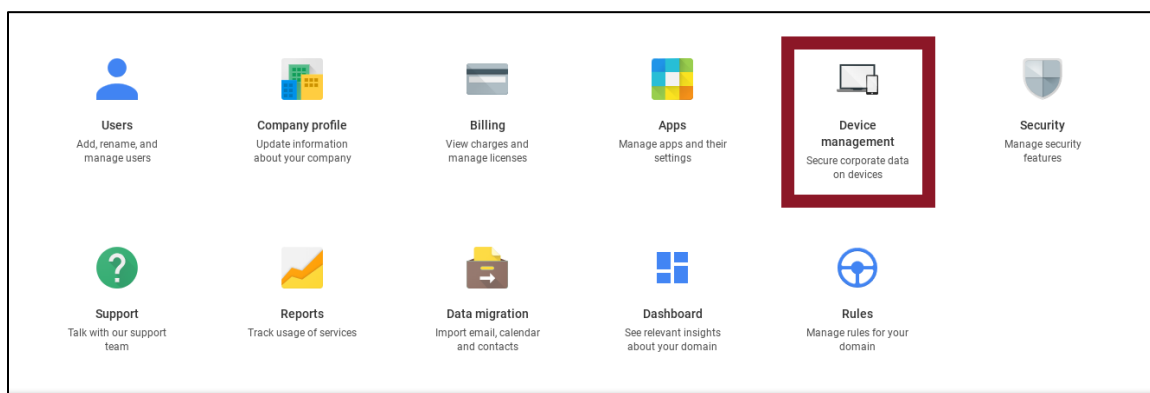 Users
Add, rename, and
manage users
Company profile
Update information
about your company
Billing
View charges and
manage licenses
Apps
Manage apps and their
settings
Device
management
Secure corporate data
on devices
Security
Manage security
features
Support
Talk with our support
team
Reports
Track usage of services
Data migration
Import email, calendar
and contacts
Dashboard
See relevant insights
about your domain
Rules
Manage rules for your
domain